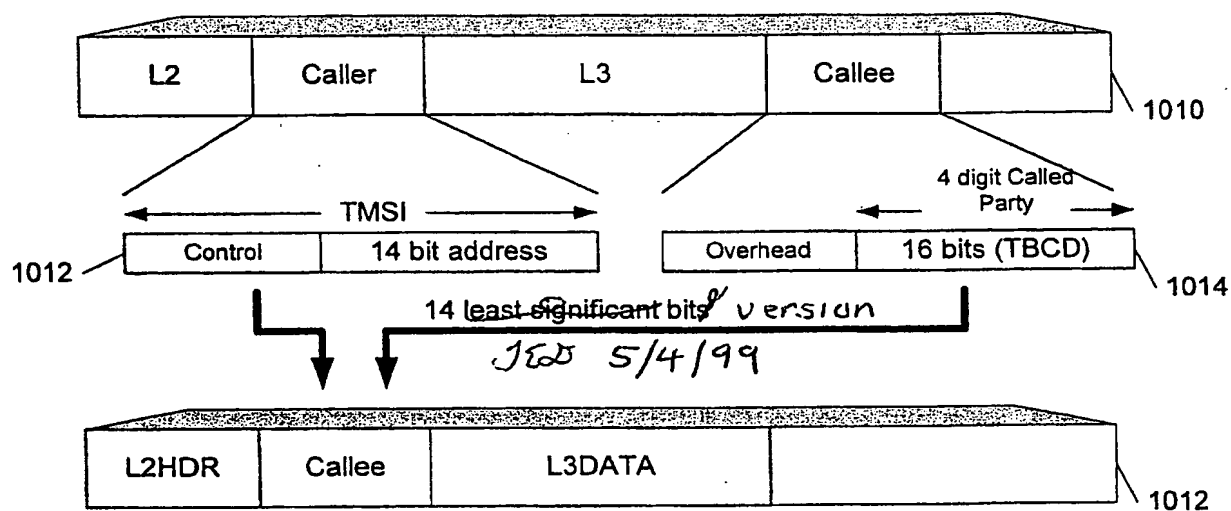 L2 Caller L3 Callee
1010
4 digit Called
Party
TMSI
Control 14 bit address Overhead 16 bits (TBCD)
1012 1014
14 least significant bits version
JED 5/4/99
L2HDR Callee L3DATA
1012